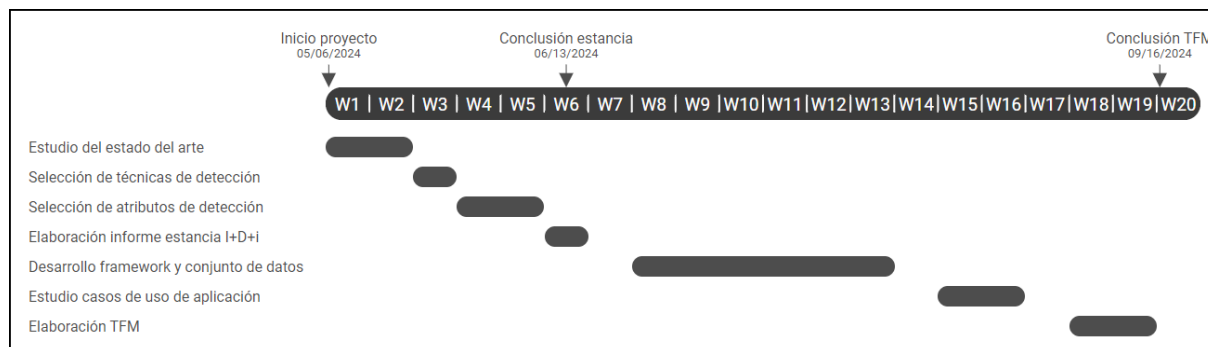 Inicio proyecto
05/06/2024
Conclusión estancia
06/13/2024
Conclusión TFM
09/16/2024
W1 | W2 | W3 | W4 | W5 | W6 | W7 | W8 | W9 |W10|W11|W12|W13|W14|W15|W16|W17|W18|W19|W20
Estudio del estado del arte
Selección de técnicas de detección
Selección de atributos de detección
Elaboración informe estancia I+D+i
Desarrollo framework y conjunto de datos
Estudio casos de uso de aplicación
Elaboración TFM